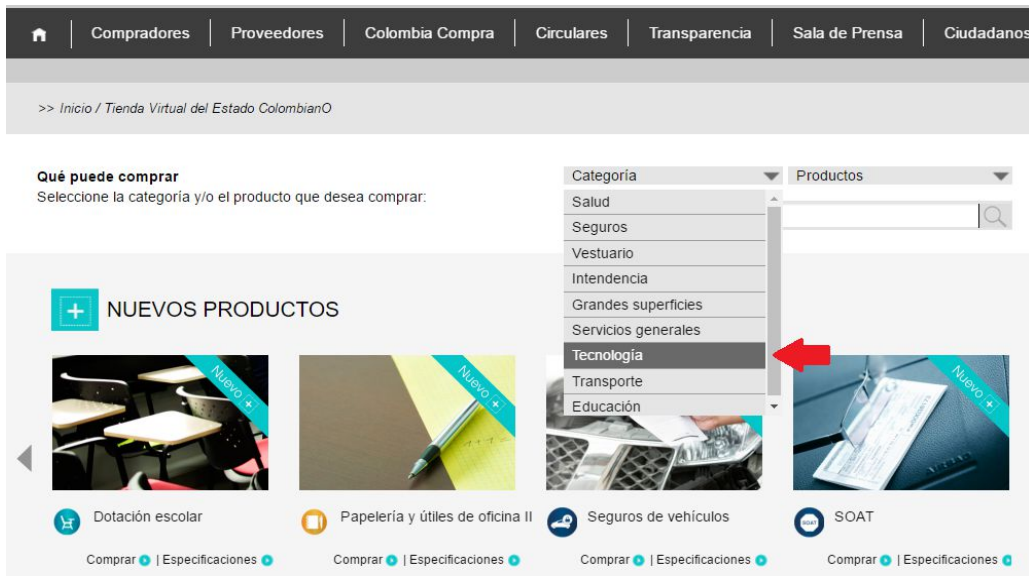 Compradores Proveedores Colombia Compra Circulares Transparencia Sala de Prensa Ciudadanos
>> Inicio / Tienda Virtual del Estado ColombianO
Qué puede comprar
Seleccione la categoría y/o el producto que desea comprar:
Categoría
Productos
Salud
Seguros
Vestuario
Intendencia
Grandes superficies
Servicios generales
Tecnología
Transporte
Educación
NUEVOS PRODUCTOS
Nuevo
Nuevo
Nuevo
Dotación escolar
Papelería y útiles de oficina II
Seguros de vehículos
SOAT
SOAT
Comprar | Especificaciones
Comprar | Especificaciones
Comprar | Especificaciones
Comprar | Especificaciones